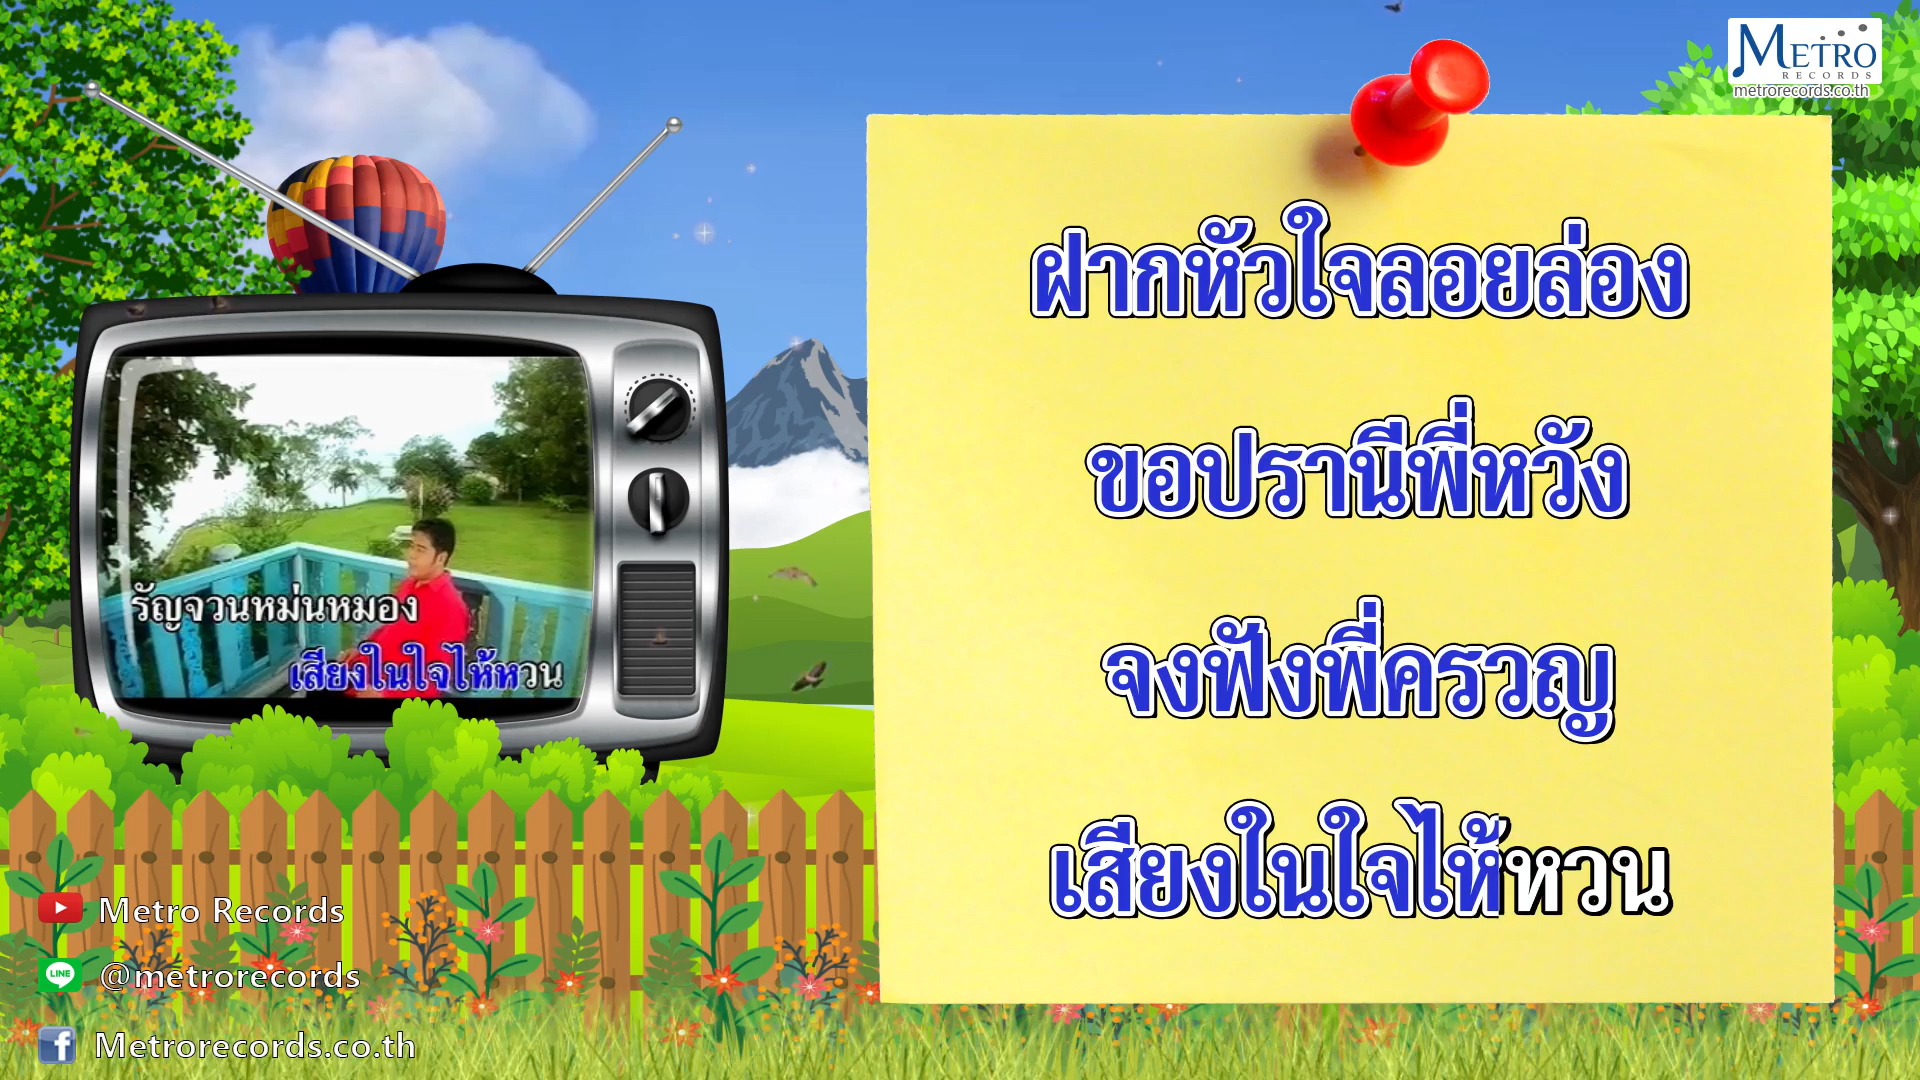 METRO
RECORDS
metrorecords.co.th
ฝากหัวใจลอยล่อง
ขอปรานีพี่หวัง
จงฟังพี่ครวญ
เสียงในใจไห้หวน
รัญจวนหม่นหมอง
เสียงในใจไห้หวน
Metro Records
LINE
@metrorecords
Metrorecords.co.th